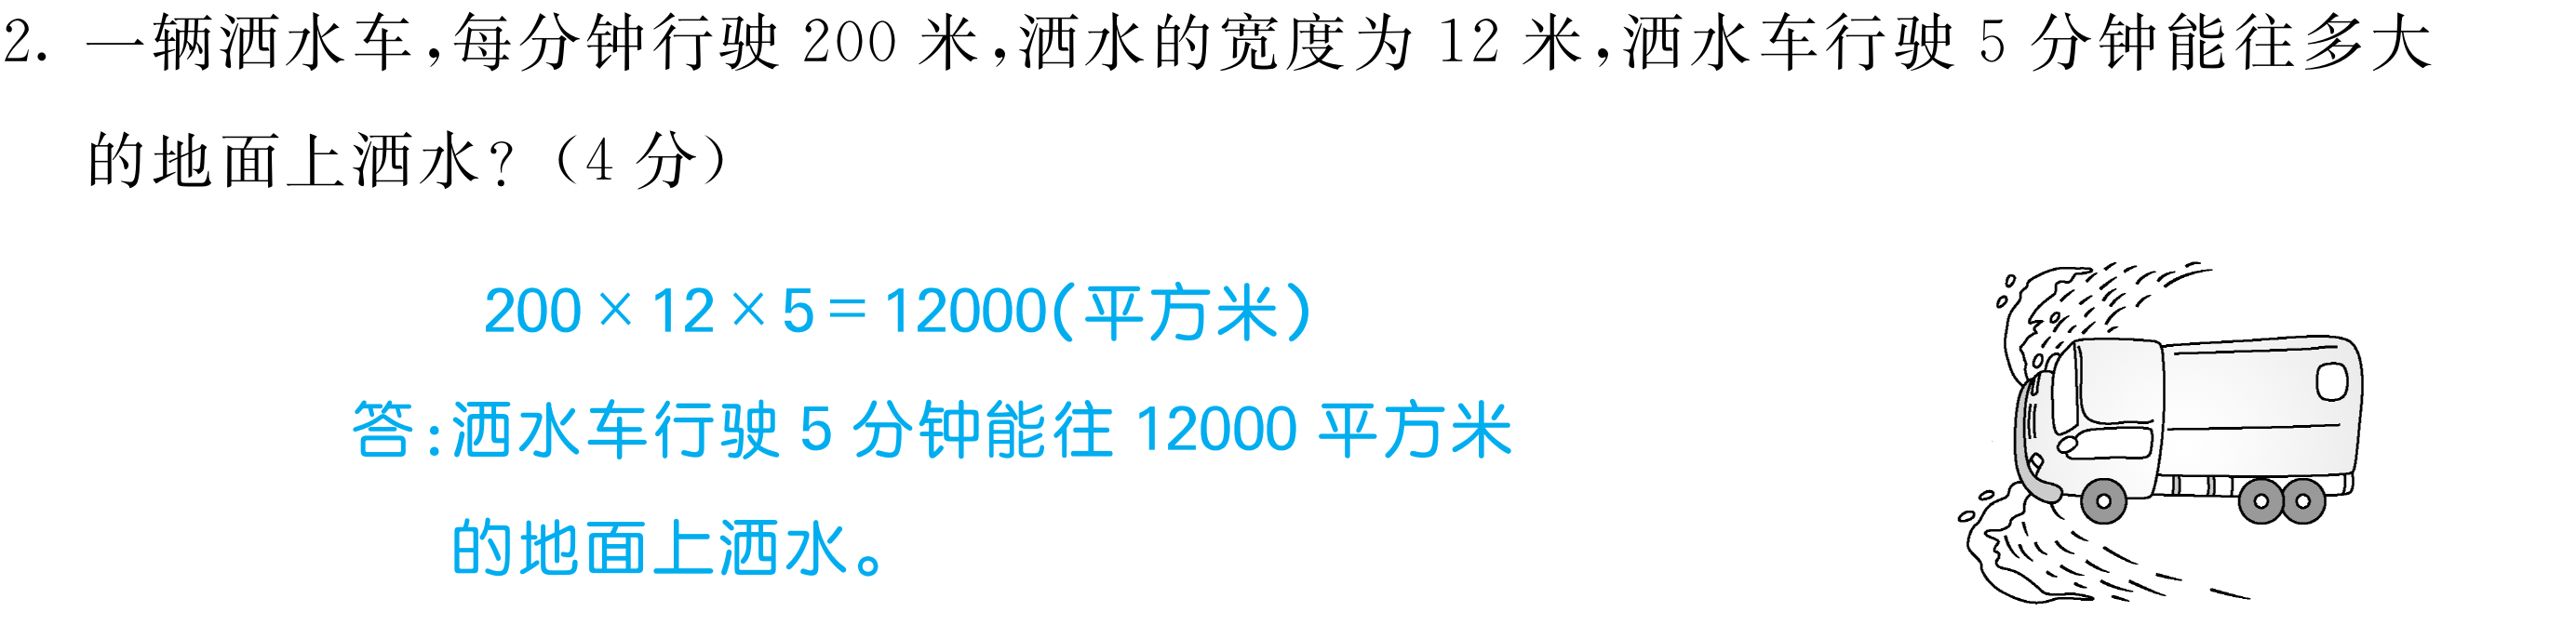 2. 一辆洒水车,每分钟行驶 200 米,洒水的宽度为 12 米,洒水车行驶 5 分钟能往多大
的地面上洒水?(4 分)
200×12×5=12000(平方米)
答:洒水车行驶 5 分钟能往 12000 平方米
的地面上洒水。